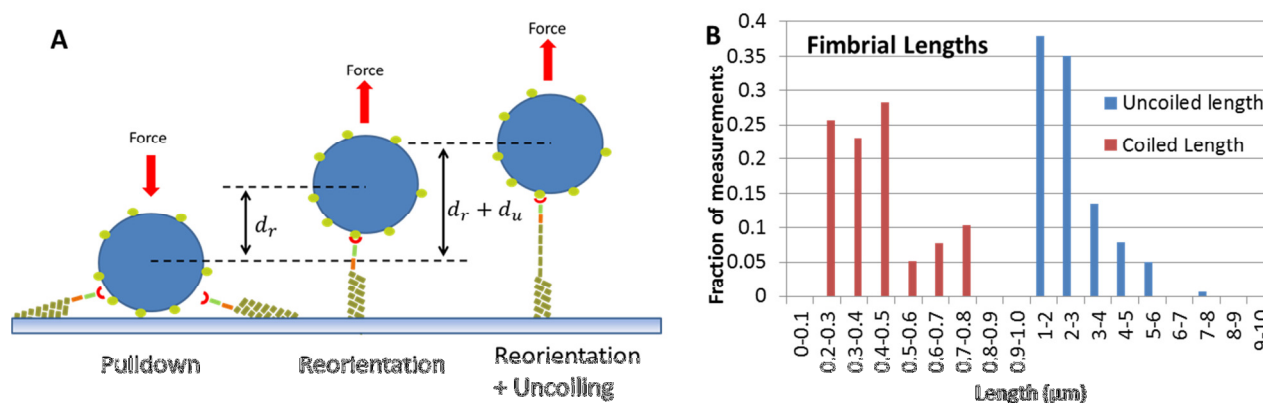 A
Force
Force
Force
d_r
d_r + d_u
Pulldown
Reorientation
Reorientation
+ Uncoiling
B
Fimbrial Lengths
Fraction of measurements
0.4
0.35
0.3
0.25
0.2
0.15
0.1
0.05
0
Uncoiled length
Coiled Length
0-0.1
0.2-0.3
0.3-0.4
0.4-0.5
0.5-0.6
0.6-0.7
0.7-0.8
0.8-0.9
0.9-1.0
1-2
2-3
3-4
4-5
5-6
6-7
7-8
8-9
9-10
Length (µm)